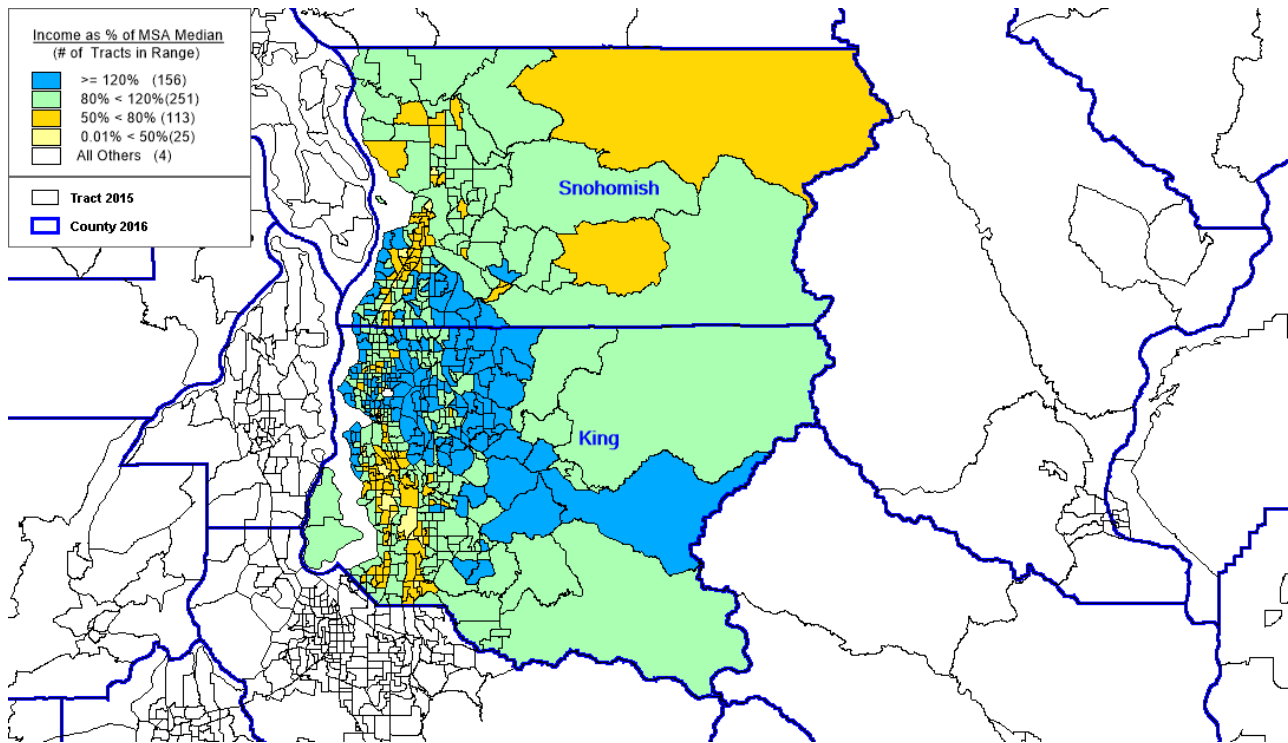 Income as % of MSA Median
(# of Tracts in Range)
>= 120% (156)
80% < 120%(251)
50% < 80% (113)
0.01% < 50%(25)
All Others (4)
Tract 2015
County 2016
Snohomish
King